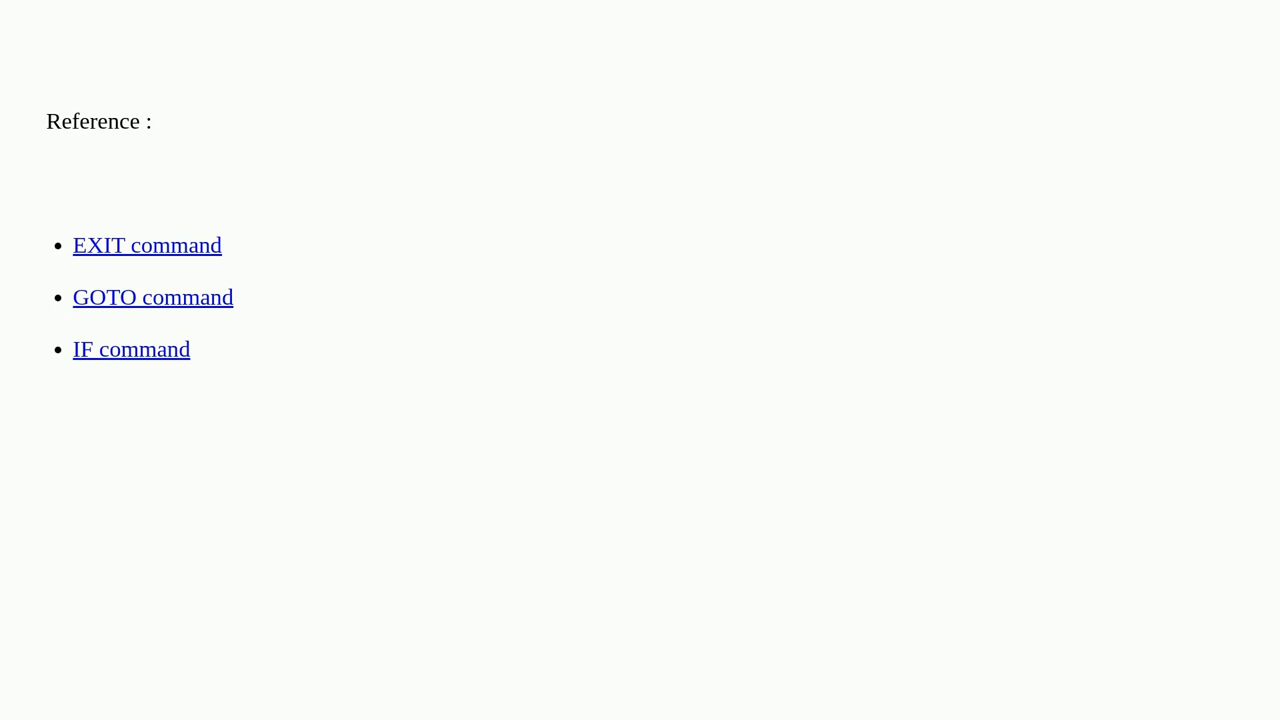 Reference :
• EXIT command
• GOTO command
• IF command